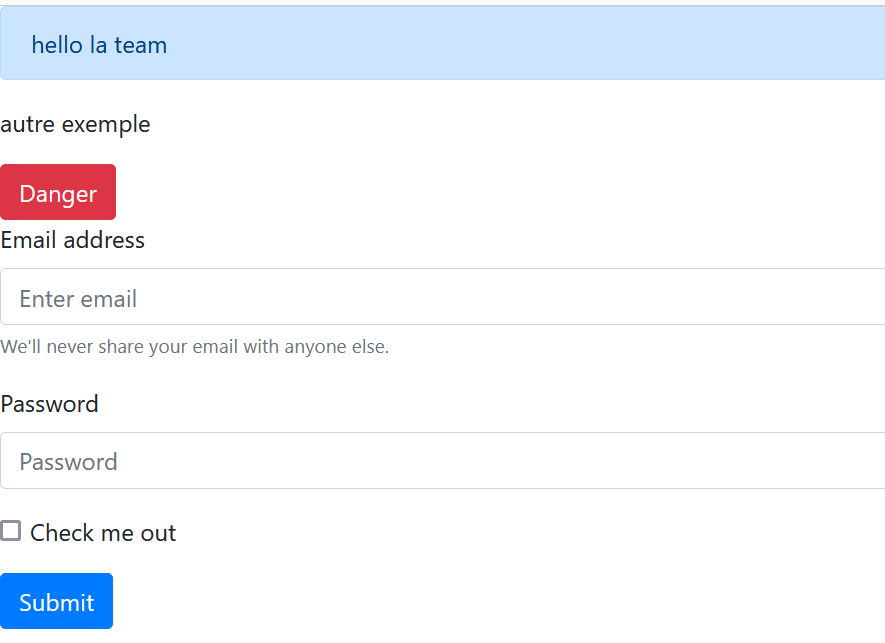 hello la team
autre exemple
Danger
Email address
Enter email
We'll never share your email with anyone else.
Password
Password
Check me out
Submit